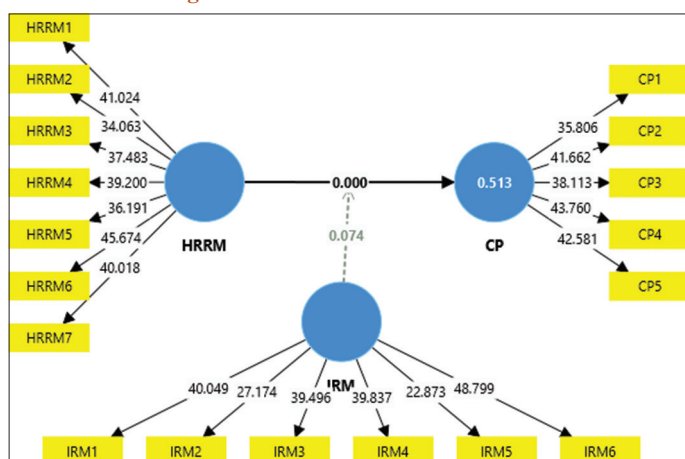 g
HRRM1
HRRM2
HRRM3
HRRM4
HRRM5
HRRM6
HRRM7
41.024
34.063
37.483
39.200
36.191
45.674
40.018
HRRM
0.000
0.074
0.513
CP
35.806
41.662
38.113
43.760
42.581
CP1
CP2
CP3
CP4
CP5
IRM
40.049
27.174
39.496
39.837
22.873
48.799
IRM1
IRM2
IRM3
IRM4
IRM5
IRM6